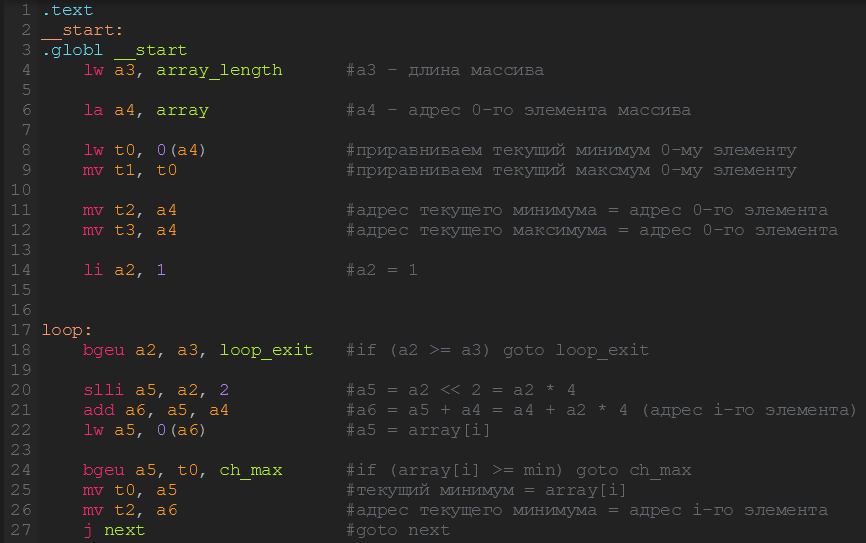 1 .text
2 __start:
3 .globl __start
4 lw a3, array_length #a3 - длина массива
5
6 la a4, array #a4 - адрес 0-го элемента массива
7
8 lw t0, 0(a4) #приравниваем текущий минимум 0-му элементу
9 mv t1, t0 #приравниваем текущий максмум 0-му элементу
10
11 mv t2, a4 #адрес текущего минимума = адрес 0-го элемента
12 mv t3, a4 #адрес текущего максимума = адрес 0-го элемента
13
14 li a2, 1 #a2 = 1
15
16
17 loop:
18 bgeu a2, a3, loop_exit #if (a2 >= a3) goto loop_exit
19
20 slli a5, a2, 2 #a5 = a2 << 2 = a2 * 4
21 add a6, a5, a4 #a6 = a5 + a4 = a4 + a2 * 4 (адрес i-го элемента)
22 lw a5, 0(a6) #a5 = array[i]
23
24 bgeu a5, t0, ch_max #if (array[i] >= min) goto ch_max
25 mv t0, a5 #текущий минимум = array[i]
26 mv t2, a6 #адрес текущего минимума = адрес i-го элемента
27 j next #goto next